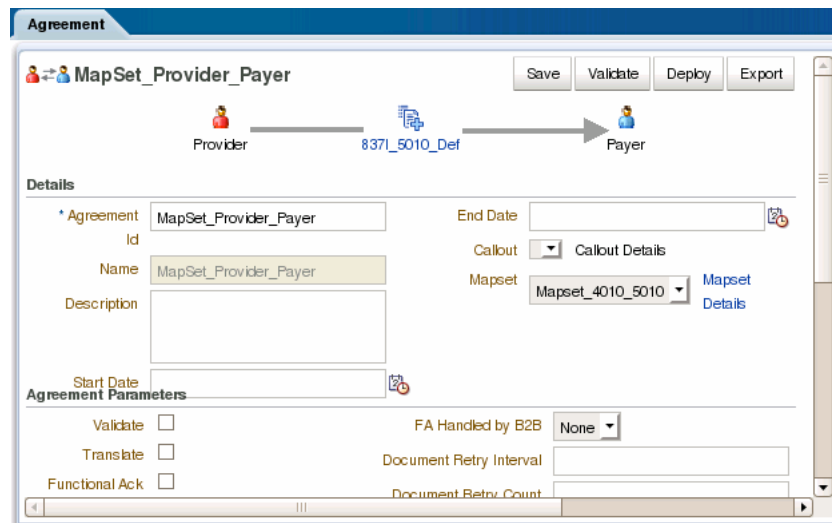 Agreement
MapSet_Provider_Payer
Save
Validate
Deploy
Export
Provider
837I_5010_Def
Payer
Details
* Agreement Id
MapSet_Provider_Payer
Name
MapSet_Provider_Payer
Description
Start Date
End Date
Callout
Callout Details
Mapset
Mapset_4010_5010
Mapset Details
Agreement Parameters
Validate
Translate
Functional Ack
FA Handled by B2B
None
Document Retry Interval
Document Retry Count